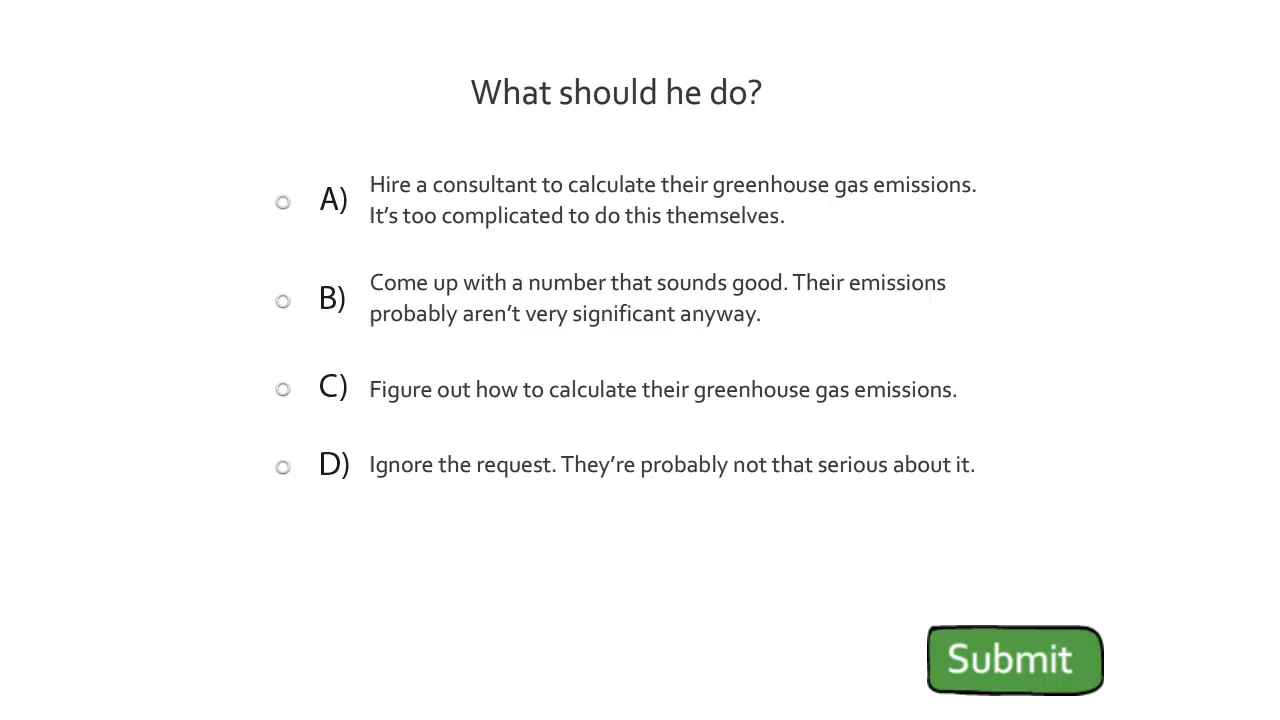 What should he do?
A) Hire a consultant to calculate their greenhouse gas emissions.
It’s too complicated to do this themselves.
B) Come up with a number that sounds good. Their emissions
probably aren’t very significant anyway.
C) Figure out how to calculate their greenhouse gas emissions.
D) Ignore the request. They’re probably not that serious about it.
Submit